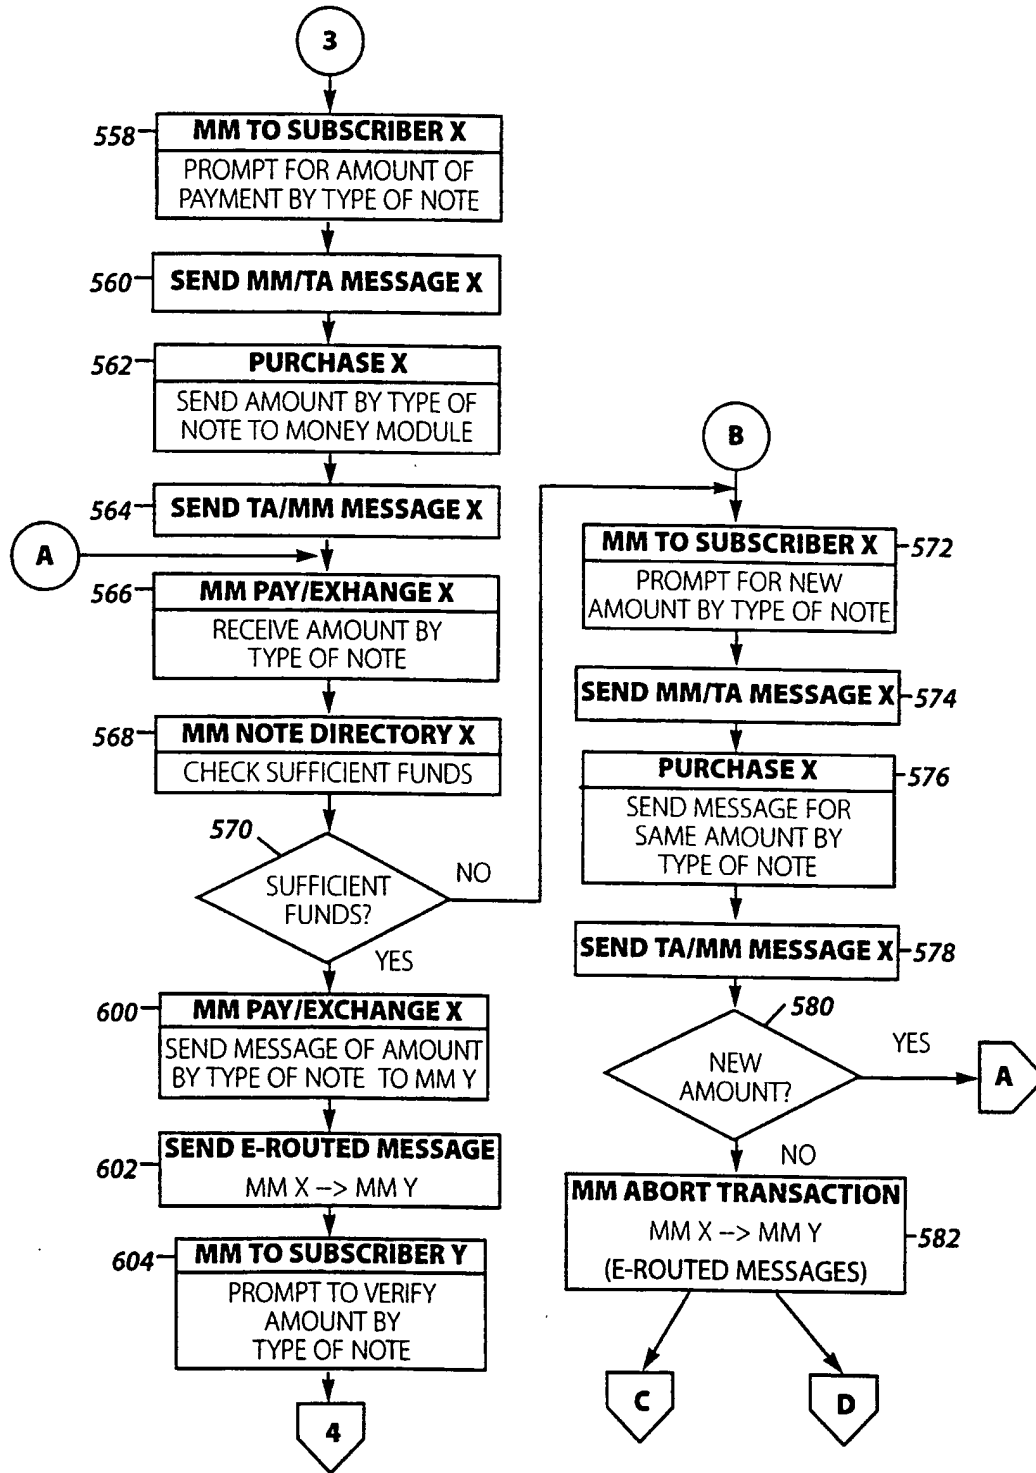 3
558
MM TO SUBSCRIBER X
PROMPT FOR AMOUNT OF
PAYMENT BY TYPE OF NOTE
560
SEND MM/TA MESSAGE X
562
PURCHASE X
SEND AMOUNT BY TYPE OF
NOTE TO MONEY MODULE
564
SEND TA/MM MESSAGE X
A
566
MM PAY/EXHANGE X
RECEIVE AMOUNT BY
TYPE OF NOTE
568
MM NOTE DIRECTORY X
CHECK SUFFICIENT FUNDS
570
SUFFICIENT
FUNDS?
NO
YES
600
MM PAY/EXCHANGE X
SEND MESSAGE OF AMOUNT
BY TYPE OF NOTE TO MM Y
602
SEND E-ROUTED MESSAGE
MM X --> MM Y
604
MM TO SUBSCRIBER Y
PROMPT TO VERIFY
AMOUNT BY
TYPE OF NOTE
4
B
MM TO SUBSCRIBER X
572
PROMPT FOR NEW
AMOUNT BY TYPE OF NOTE
SEND MM/TA MESSAGE X
574
PURCHASE X
576
SEND MESSAGE FOR
SAME AMOUNT BY
TYPE OF NOTE
SEND TA/MM MESSAGE X
578
580
NEW
AMOUNT?
YES
A
NO
MM ABORT TRANSACTION
MM X --> MM Y
(E-ROUTED MESSAGES)
582
C
D